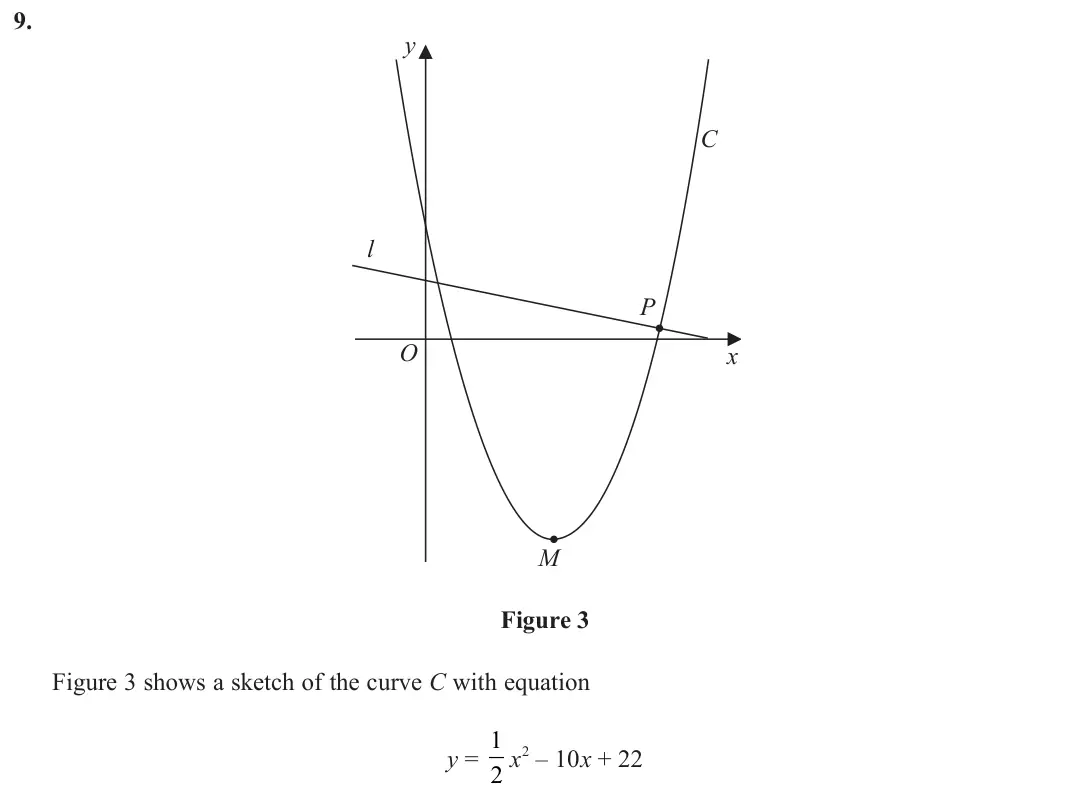 9.
y
C
l
P
O
x
M
Figure 3
Figure 3 shows a sketch of the curve C with equation
y = 1/2 x² – 10x + 22